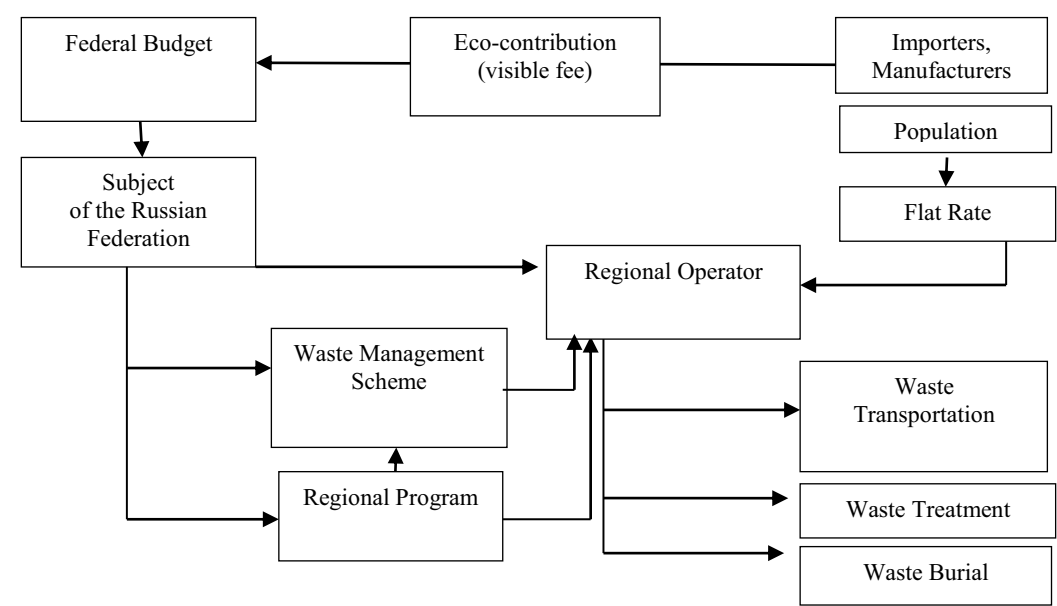 Federal Budget
Eco-contribution
(visible fee)
Importers,
Manufacturers
Population
Subject
of the Russian
Federation
Flat Rate
Regional Operator
Waste Management
Scheme
Waste
Transportation
Regional Program
Waste Treatment
Waste Burial